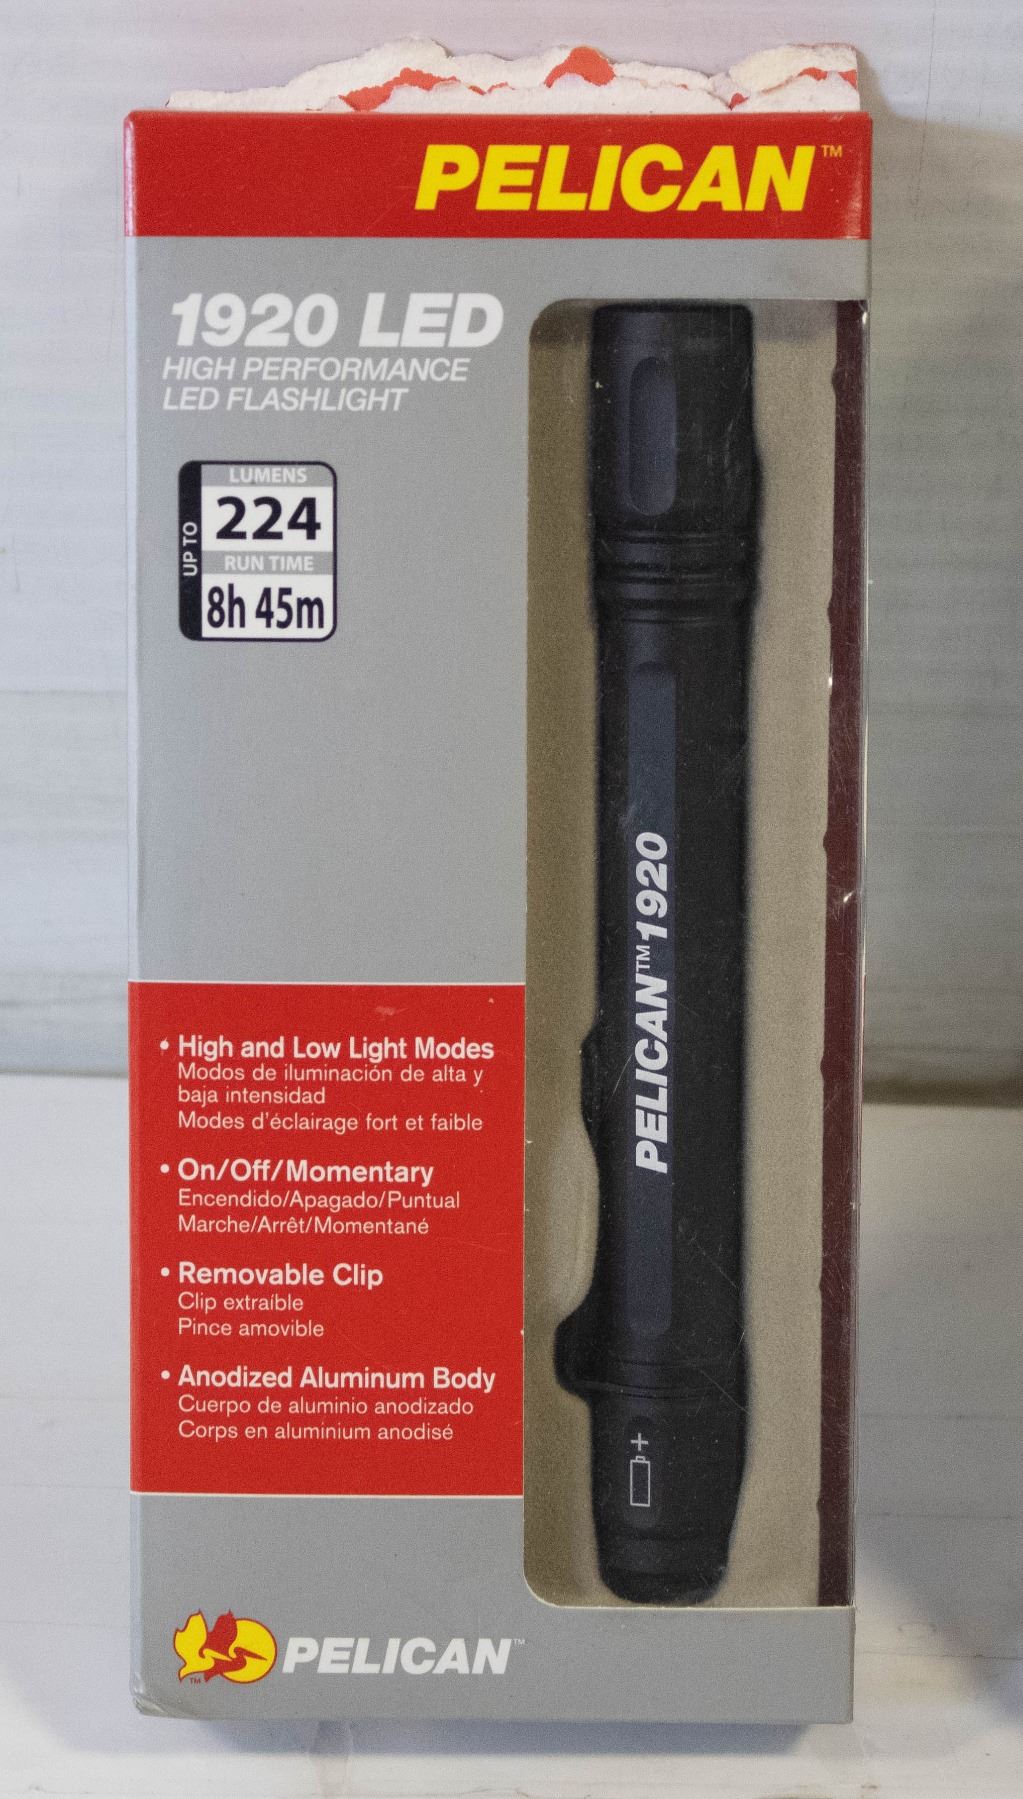 PELICAN™
1920 LED
HIGH PERFORMANCE
LED FLASHLIGHT
UP TO
LUMENS
224
RUN TIME
8h 45m
PELICAN™1920
• High and Low Light Modes
Modos de iluminación de alta y
baja intensidad
Modes d'éclairage fort et faible
• On/Off/Momentary
Encendido/Apagado/Puntual
Marche/Arrêt/Momentané
• Removable Clip
Clip extraíble
Pince amovible
• Anodized Aluminum Body
Cuerpo de aluminio anodizado
Corps en aluminium anodisé
+
™ PELICAN™